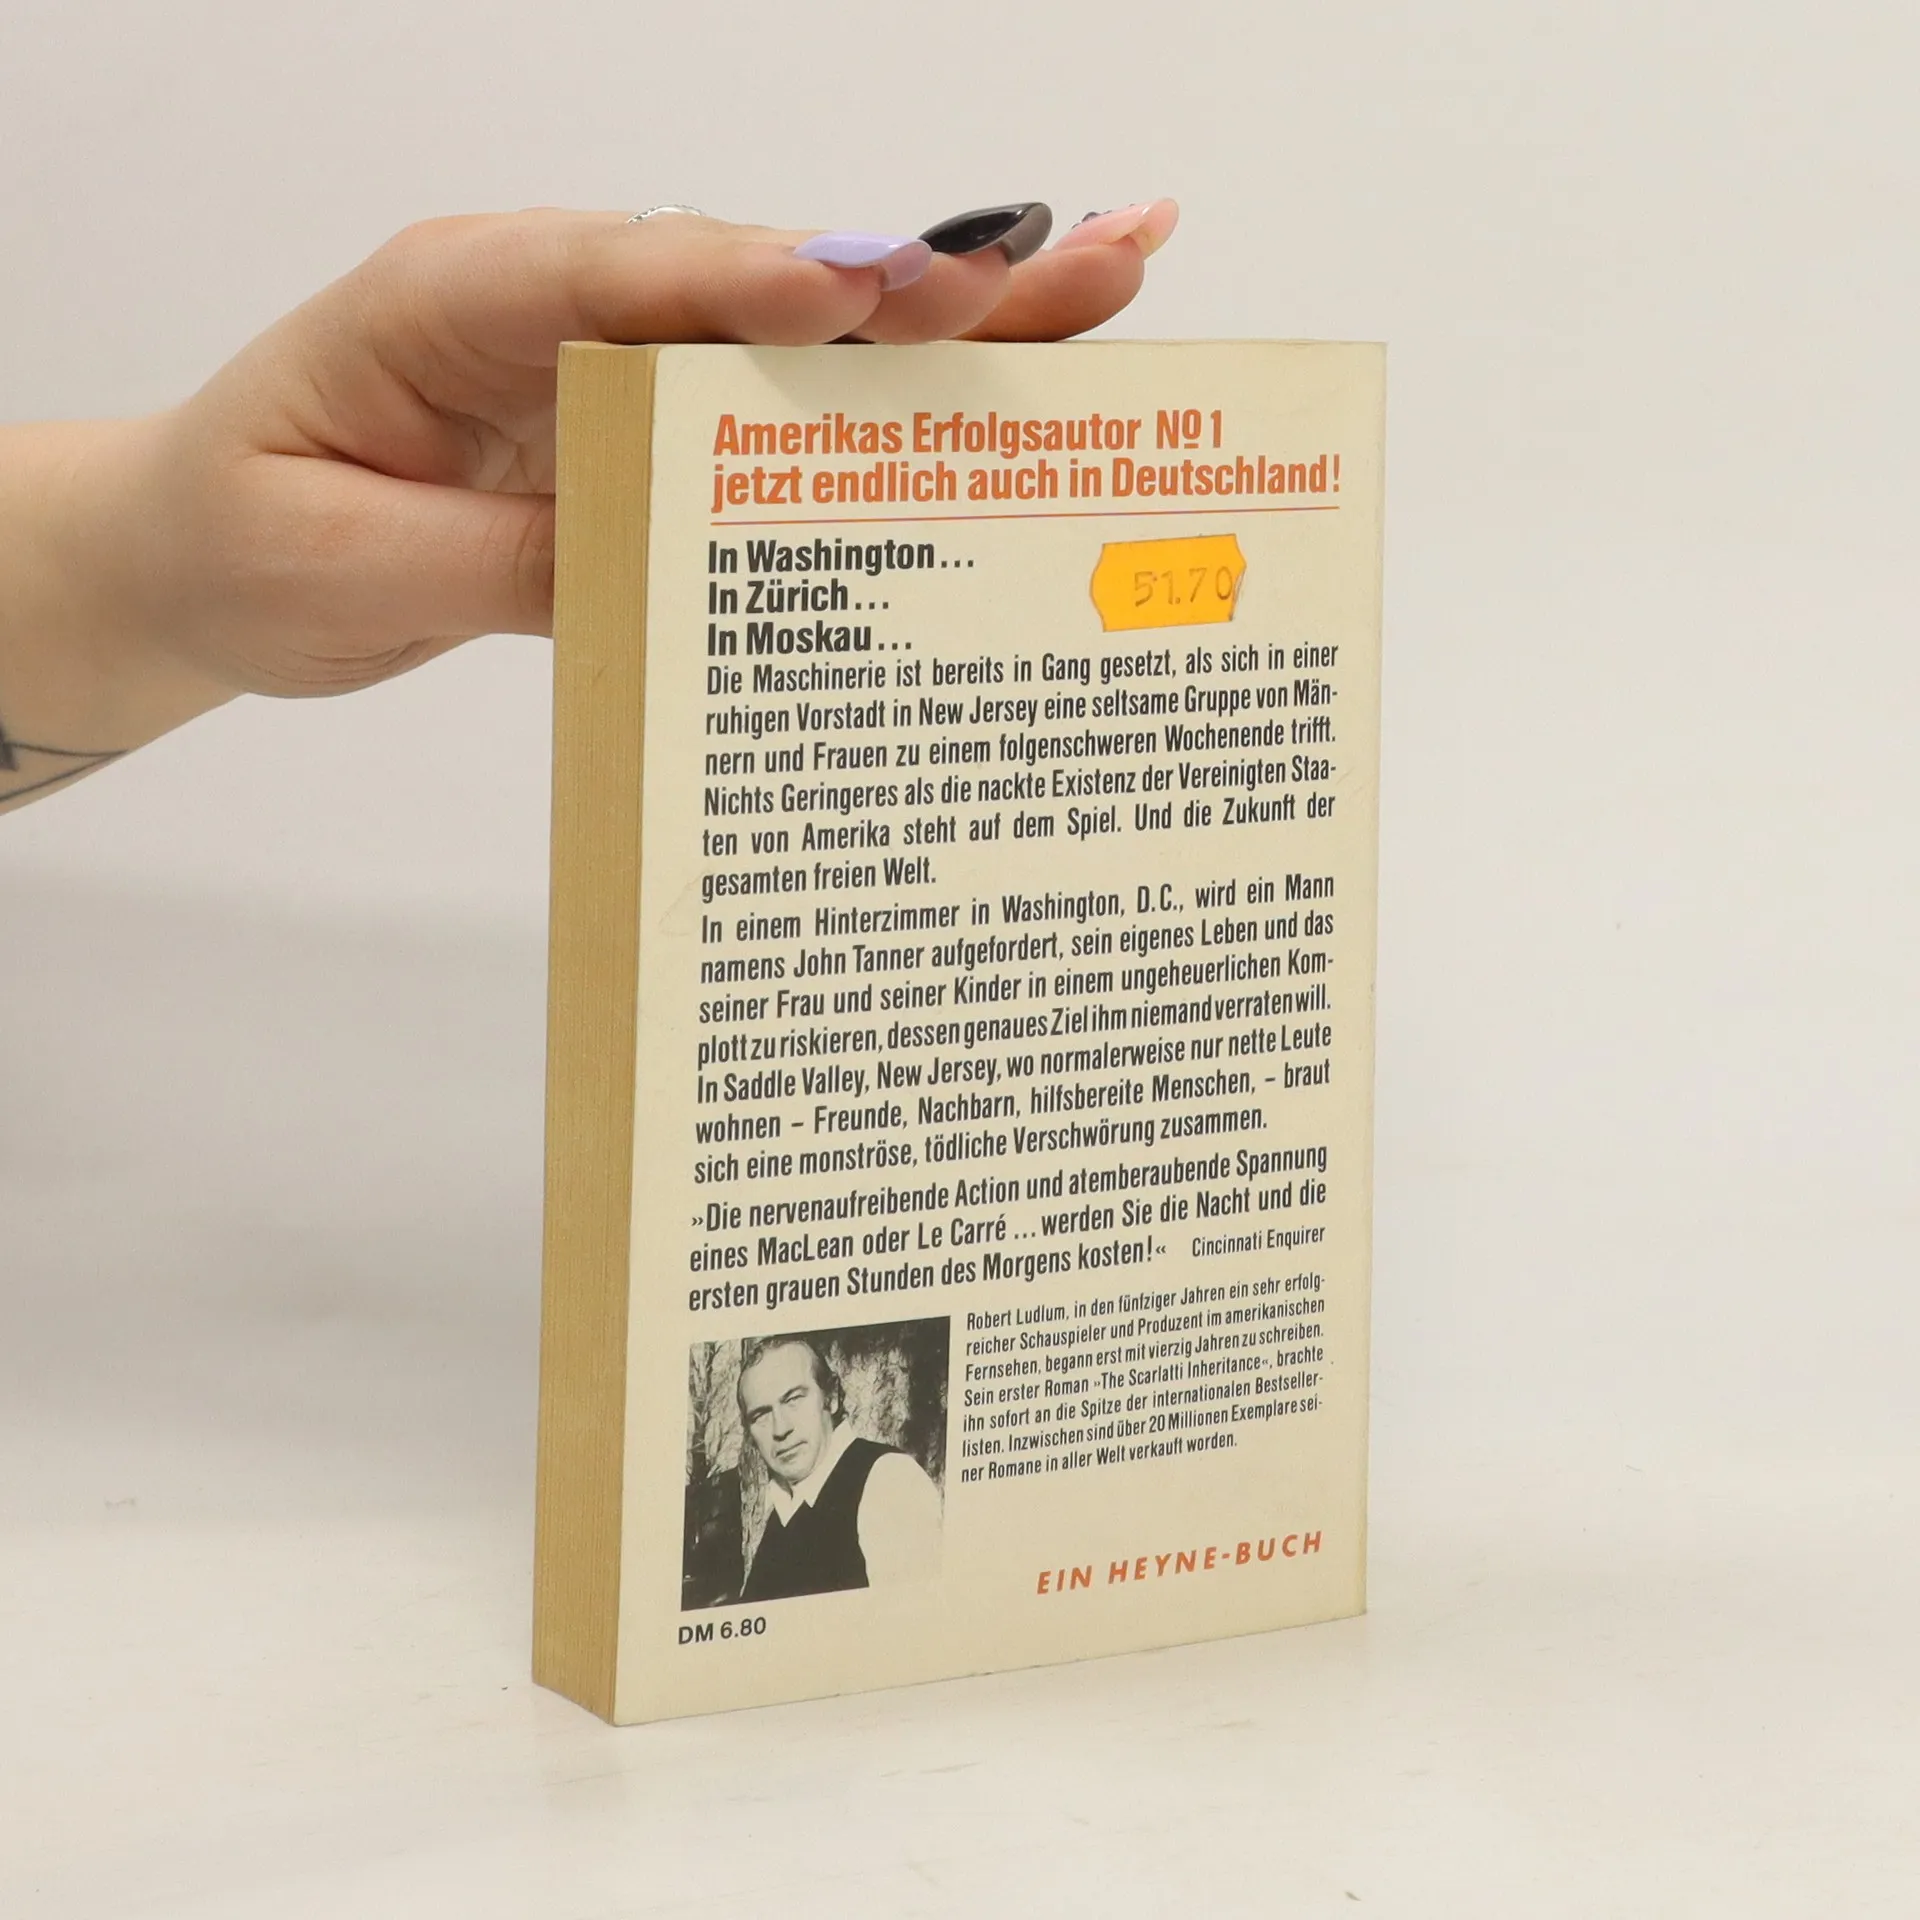 Amerikas Erfolgsautor Nº 1
jetzt endlich auch in Deutschland!
In Washington...
In Zürich...
In Moskau...
51.70
Die Maschinerie ist bereits in Gang gesetzt, als sich in einer
ruhigen Vorstadt in New Jersey eine seltsame Gruppe von Män-
nern und Frauen zu einem folgenschweren Wochenende trifft.
Nichts Geringeres als die nackte Existenz der Vereinigten Staa-
ten von Amerika steht auf dem Spiel. Und die Zukunft der
gesamten freien Welt.
In einem Hinterzimmer in Washington, D.C., wird ein Mann
namens John Tanner aufgefordert, sein eigenes Leben und das
seiner Frau und seiner Kinder in einem ungeheuerlichen Kom-
plott zu riskieren, dessen genaues Ziel ihm niemand verraten will.
In Saddle Valley, New Jersey, wo normalerweise nur nette Leute
wohnen – Freunde, Nachbarn, hilfsbereite Menschen, – braut
sich eine monströse, tödliche Verschwörung zusammen.
»Die nervenaufreibende Action und atemberaubende Spannung
eines MacLean oder Le Carré ... werden Sie die Nacht und die
ersten grauen Stunden des Morgens kosten!« Cincinnati Enquirer
Robert Ludlum, in den fünfziger Jahren ein sehr erfolg-
reicher Schauspieler und Produzent im amerikanischen
Fernsehen, begann erst mit vierzig Jahren zu schreiben.
Sein erster Roman »The Scarlatti Inheritance«, brachte
ihn sofort an die Spitze der internationalen Bestseller-
listen. Inzwischen sind über 20 Millionen Exemplare sei-
ner Romane in aller Welt verkauft worden.
EIN HEYNE-BUCH
DM 6.80